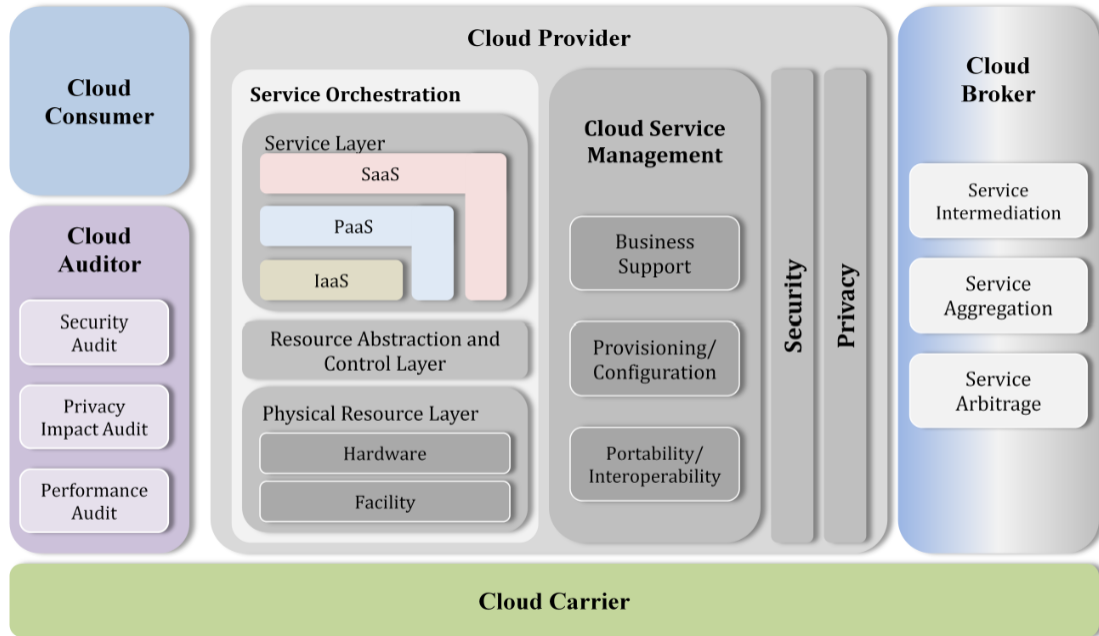 Cloud
Consumer
Cloud
Auditor
Security
Audit
Privacy
Impact Audit
Performance
Audit
Cloud Provider
Service Orchestration
Service Layer
SaaS
PaaS
IaaS
Resource Abstraction and
Control Layer
Physical Resource Layer
Hardware
Facility
Cloud Service
Management
Business
Support
Provisioning/
Configuration
Portability/
Interoperability
Security
Privacy
Cloud
Broker
Service
Intermediation
Service
Aggregation
Service
Arbitrage
Cloud Carrier